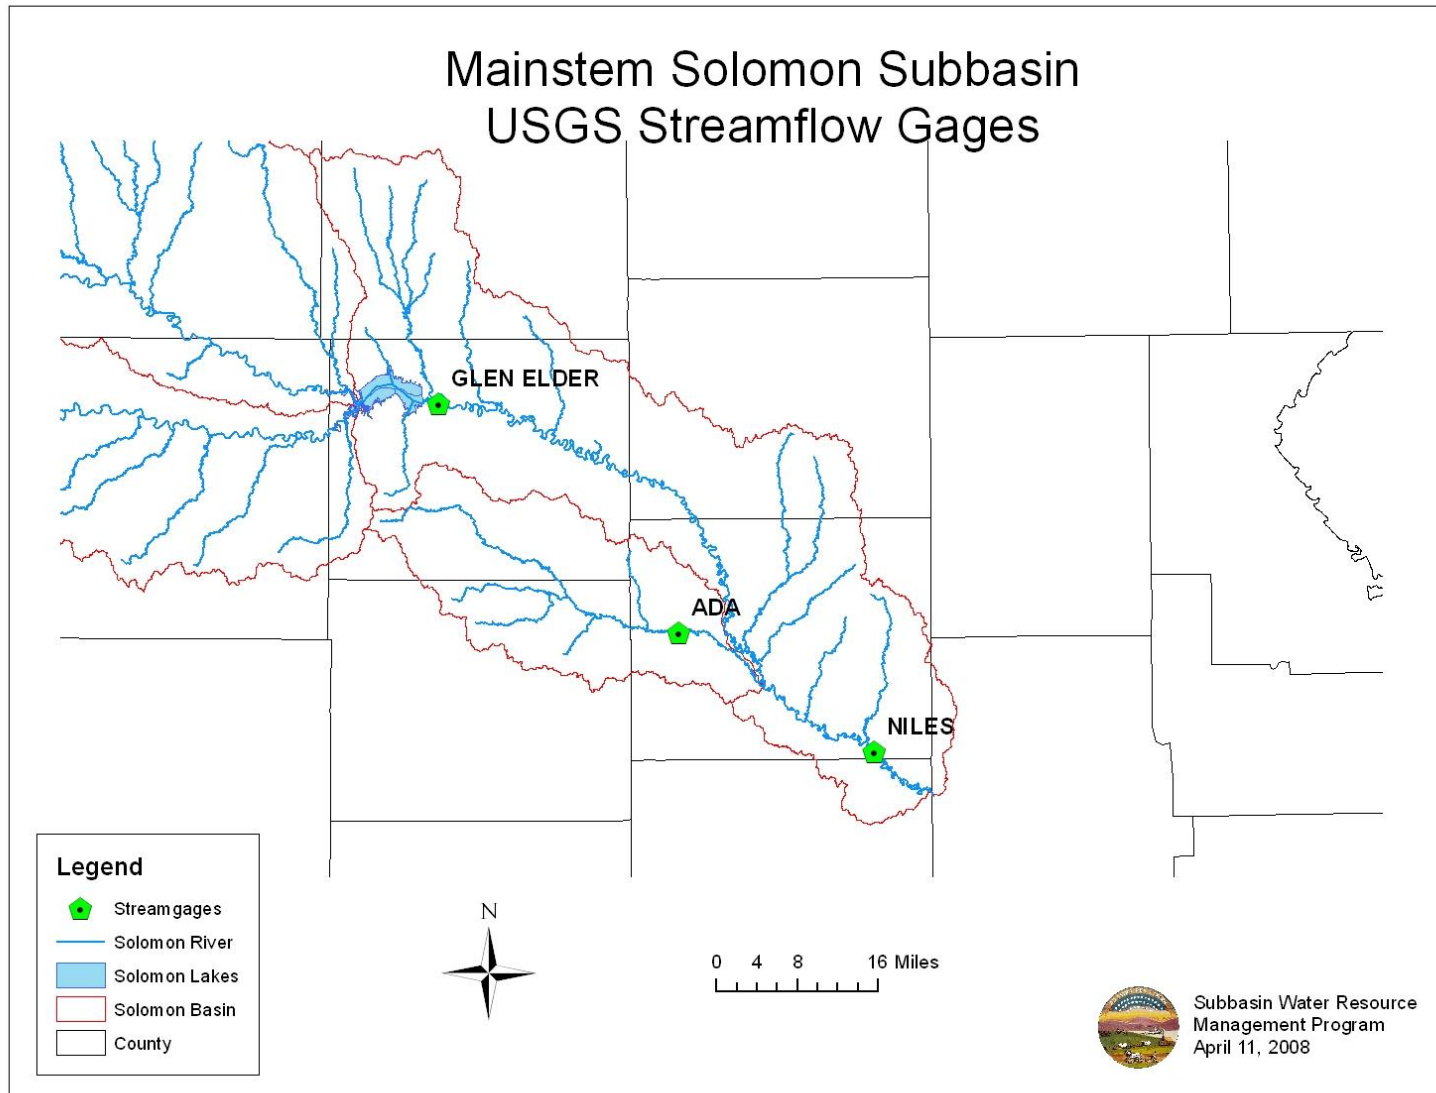 Mainstem Solomon Subbasin
USGS Streamflow Gages
GLEN ELDER
ADA
NILES
Legend
Streamgages
Solomon River
Solomon Lakes
Solomon Basin
County
N
0 4 8 16 Miles
Subbasin Water Resource
Management Program
April 11, 2008